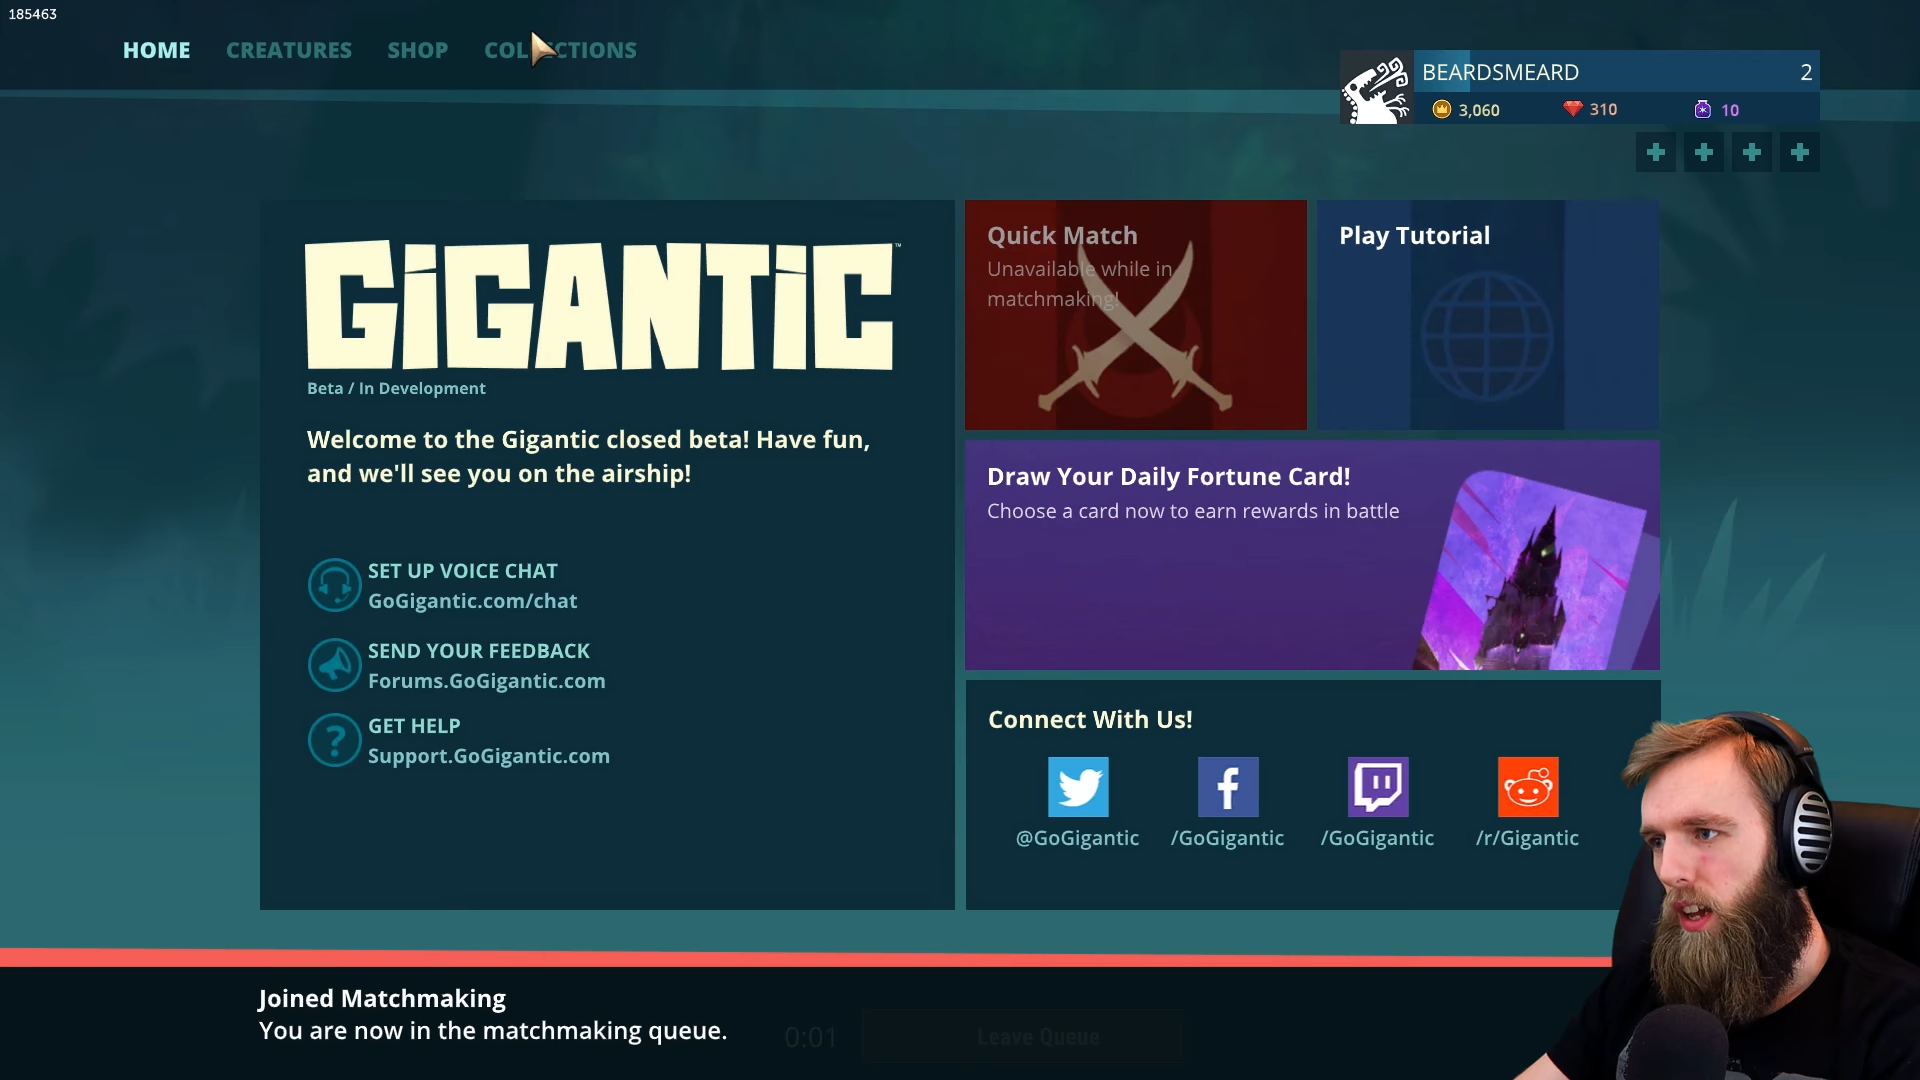 185463
HOME CREATURES SHOP COLLECTIONS
BEARDSMEARD 2
3,060 310 10
GiGANTiC™
Beta / In Development
Welcome to the Gigantic closed beta! Have fun,
and we'll see you on the airship!
SET UP VOICE CHAT
GoGigantic.com/chat
SEND YOUR FEEDBACK
Forums.GoGigantic.com
GET HELP
Support.GoGigantic.com
Quick Match
Unavailable while in
matchmaking!
Play Tutorial
Draw Your Daily Fortune Card!
Choose a card now to earn rewards in battle
Connect With Us!
@GoGigantic /GoGigantic /GoGigantic /r/Gigantic
Joined Matchmaking
You are now in the matchmaking queue.
0:01 Leave Queue